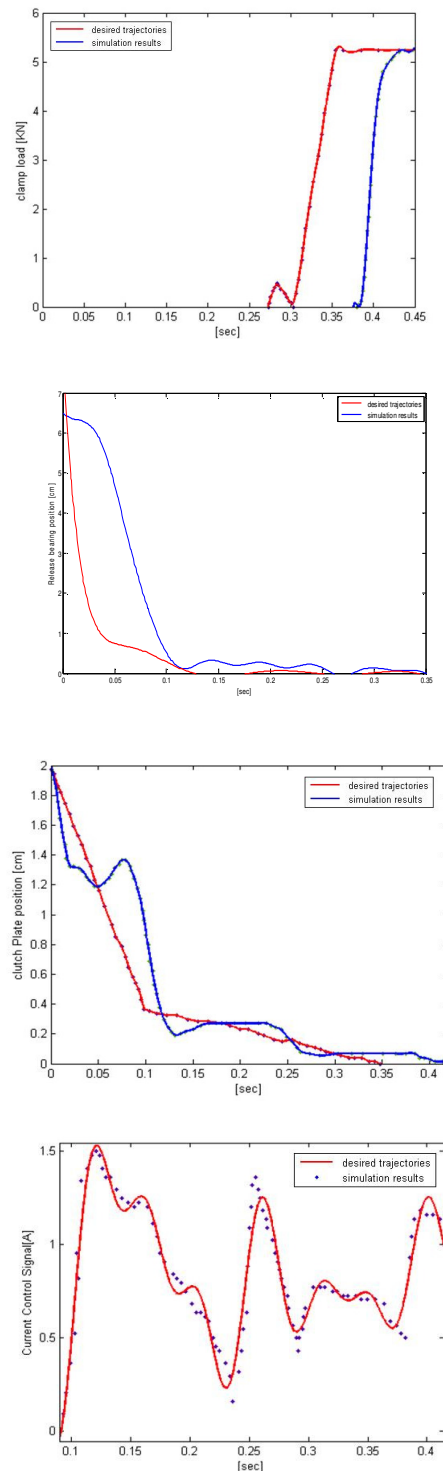 6
5
4
3
2
1
0
clamp load [KN]
desired trajectories
simulation results
0 0.05 0.1 0.15 0.2 0.25 0.3 0.35 0.4 0.45
[sec]
7
6
5
4
3
2
1
0
Release bearing position [cm]
desired trajectories
simulation results
0 0.05 0.1 0.15 0.2 0.25 0.3 0.35
[sec]
2
1.8
1.6
1.4
1.2
1
0.8
0.6
0.4
0.2
0
clutch Plate position [cm]
desired trajectories
simulation results
0 0.05 0.1 0.15 0.2 0.25 0.3 0.35 0.4
[sec]
1.5
1
0.5
0
Current Control Signal[A]
desired trajectories
simulation results
0.1 0.15 0.2 0.25 0.3 0.35 0.4
[sec]